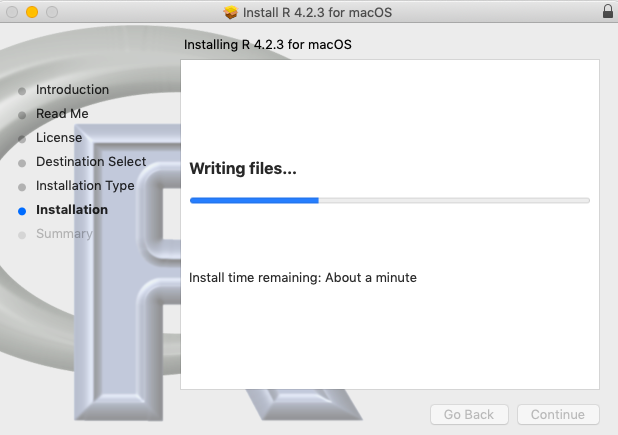 Install R 4.2.3 for macOS
Installing R 4.2.3 for macOS
Introduction
Read Me
License
Destination Select
Installation Type
Installation
Summary
Writing files...
Install time remaining: About a minute
Go Back
Continue